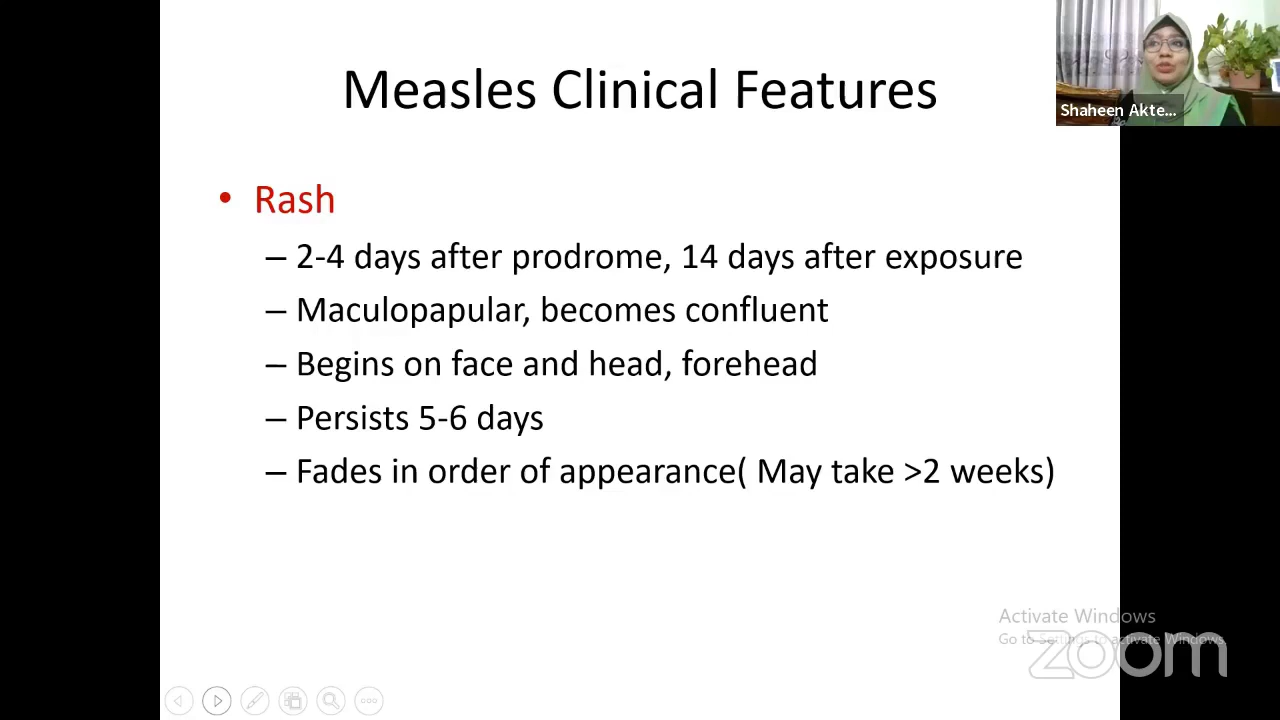 Measles Clinical Features
Shaheen Akte...
• Rash
– 2-4 days after prodrome, 14 days after exposure
– Maculopapular, becomes confluent
– Begins on face and head, forehead
– Persists 5-6 days
– Fades in order of appearance( May take >2 weeks)
Activate Windows
Go to Settings to activate Windows.
zoom